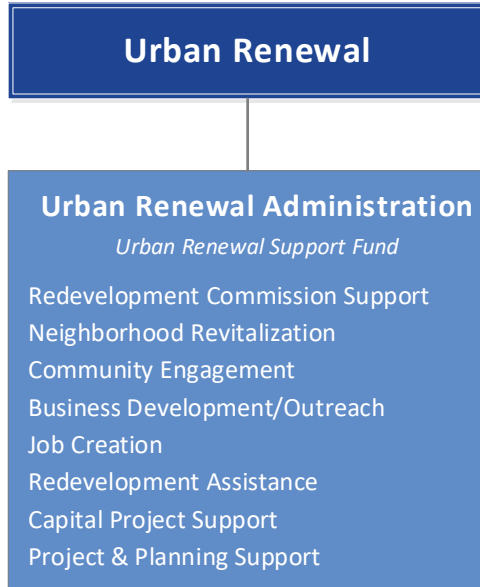 Urban Renewal
Urban Renewal Administration
Urban Renewal Support Fund
Redevelopment Commission Support
Neighborhood Revitalization
Community Engagement
Business Development/Outreach
Job Creation
Redevelopment Assistance
Capital Project Support
Project & Planning Support